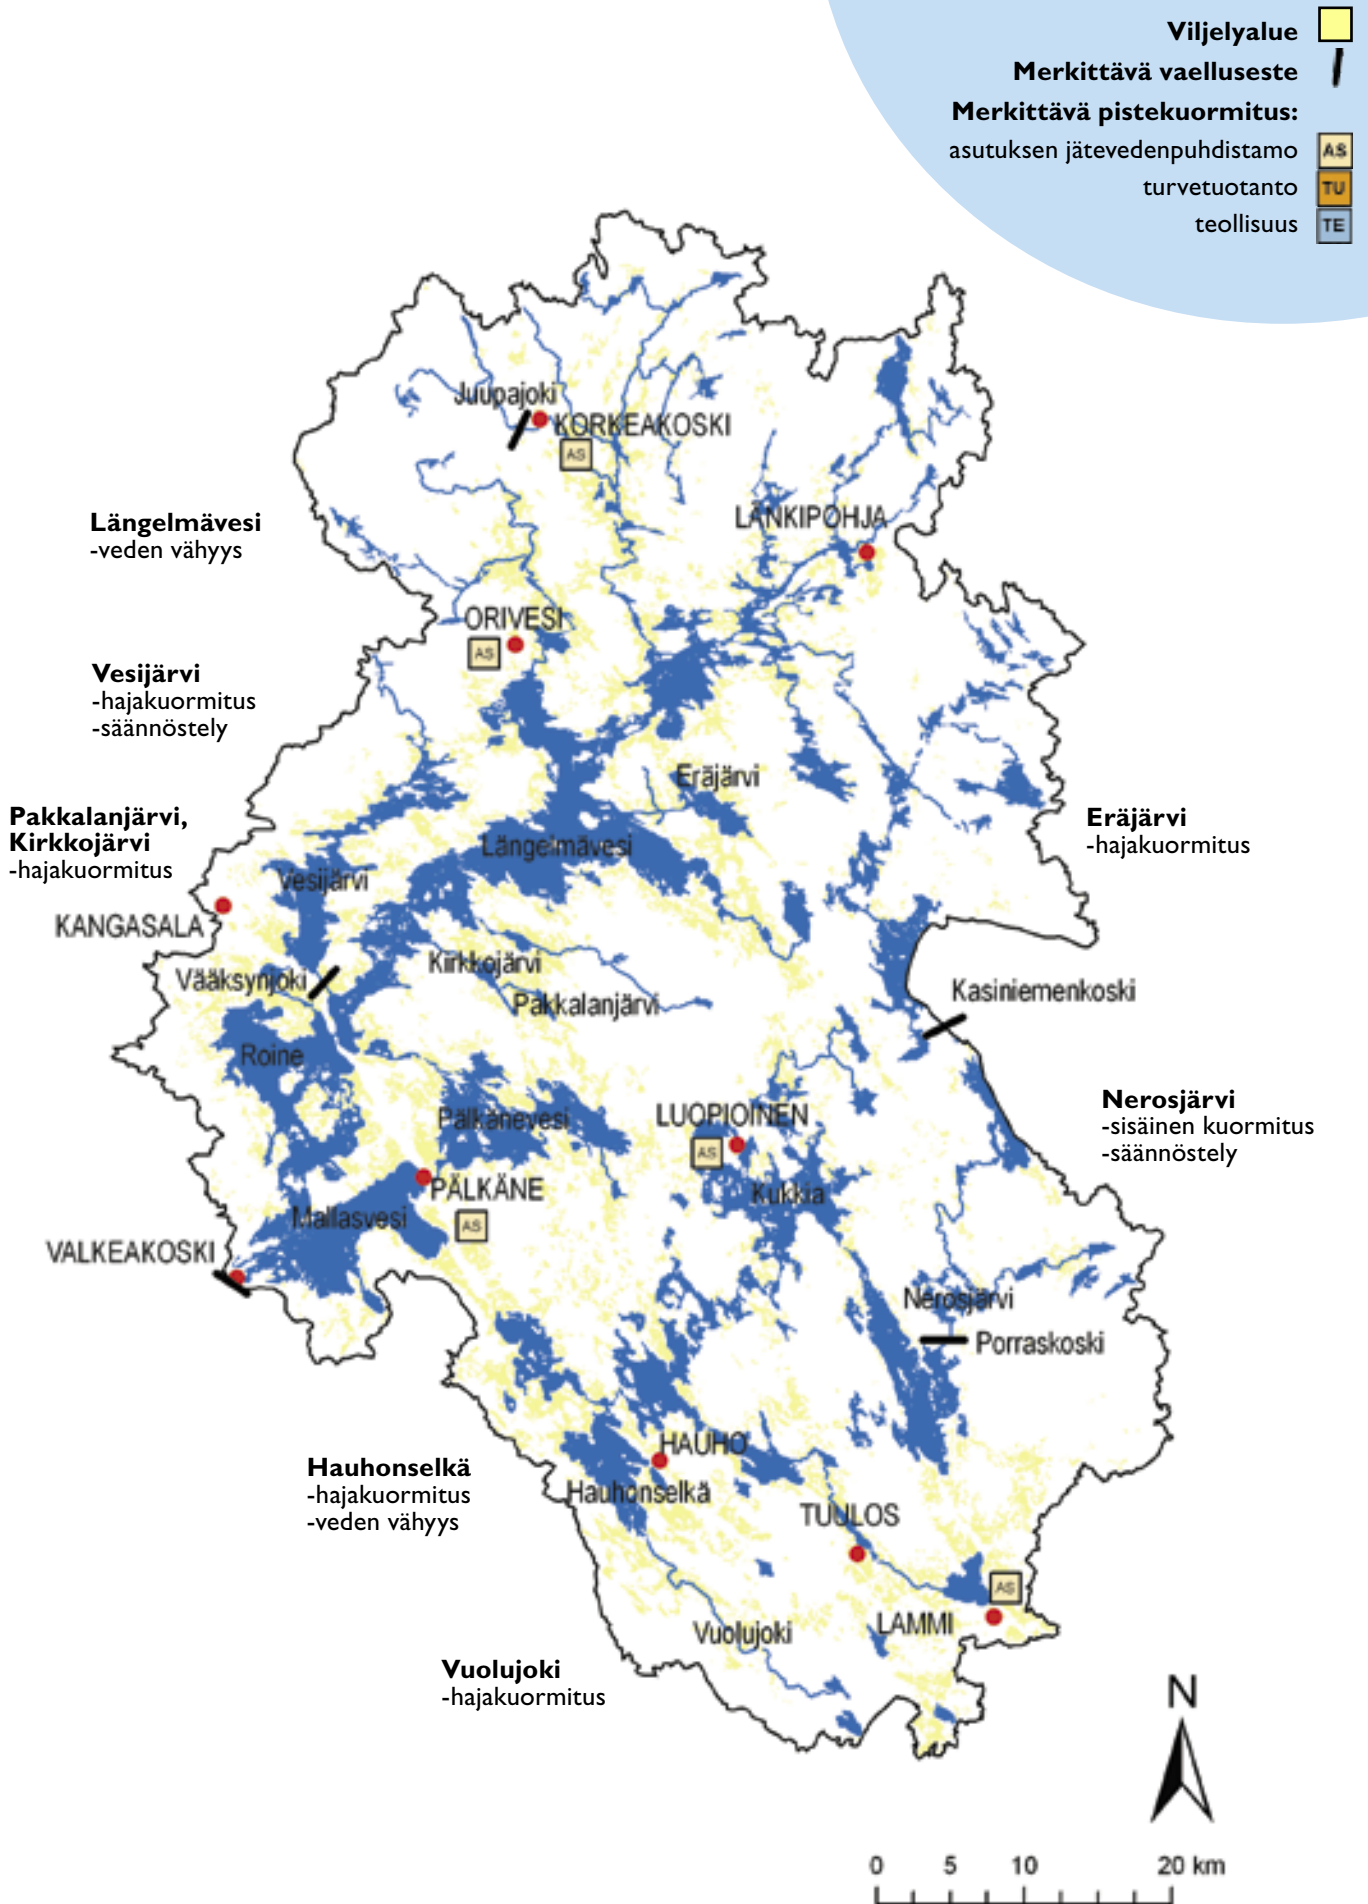 Viljelyalue
Merkittävä vaelluseste
Merkittävä pistekuormitus:
asutuksen jätevedenpuhdistamo AS
turvetuotanto TU
teollisuus TE
Juupajoki
KORKEAKOSKI
AS
Längelmävesi
-veden vähyys
LÄNKIPOHJA
ORIVESI
AS
Vesijärvi
-hajakuormitus
-säännöstely
Eräjärvi
Pakkalanjärvi,
Kirkkojärvi
-hajakuormitus
Eräjärvi
-hajakuormitus
Längelmävesi
Vesijärvi
KANGASALA
Kirkkojärvi
Vääksynjoki
Pakkalanjärvi
Kasiniemenkoski
Roine
Nerosjärvi
-sisäinen kuormitus
-säännöstely
Pälkänevesi
LUOPIOINEN
AS
PÄLKÄNE
AS
Kukkia
Mallasvesi
VALKEAKOSKI
Nerosjärvi
Porraskoski
HAUHO
Hauhonselkä
-hajakuormitus
-veden vähyys
Hauhonselkä
TUULOS
AS
LAMMI
Vuolujoki
Vuolujoki
-hajakuormitus
N
0 5 10 20 km